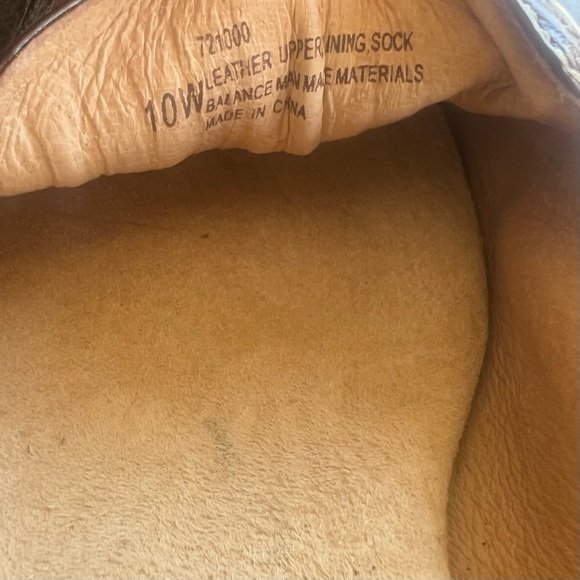 721000
10W
LEATHER UPPER, LINING, SOCK
BALANCE MAN MADE MATERIALS
MADE IN CHINA